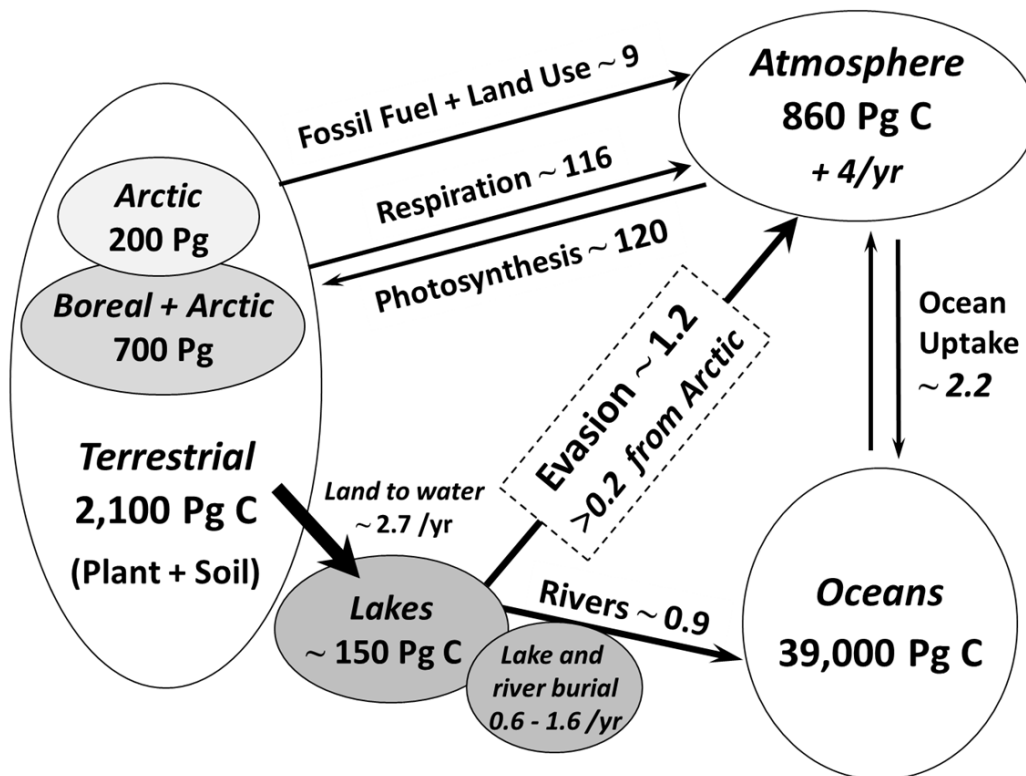 Fossil Fuel + Land Use ~ 9
Atmosphere
860 Pg C
+ 4/yr
Respiration ~ 116
Photosynthesis ~ 120
Arctic
200 Pg
Boreal + Arctic
700 Pg
Ocean
Uptake
~ 2.2
Evasion ~ 1.2
>0.2 from Arctic
Terrestrial
2,100 Pg C
(Plant + Soil)
Land to water
~ 2.7 /yr
Lakes
~ 150 Pg C
Rivers ~ 0.9
Lake and
river burial
0.6 - 1.6 /yr
Oceans
39,000 Pg C